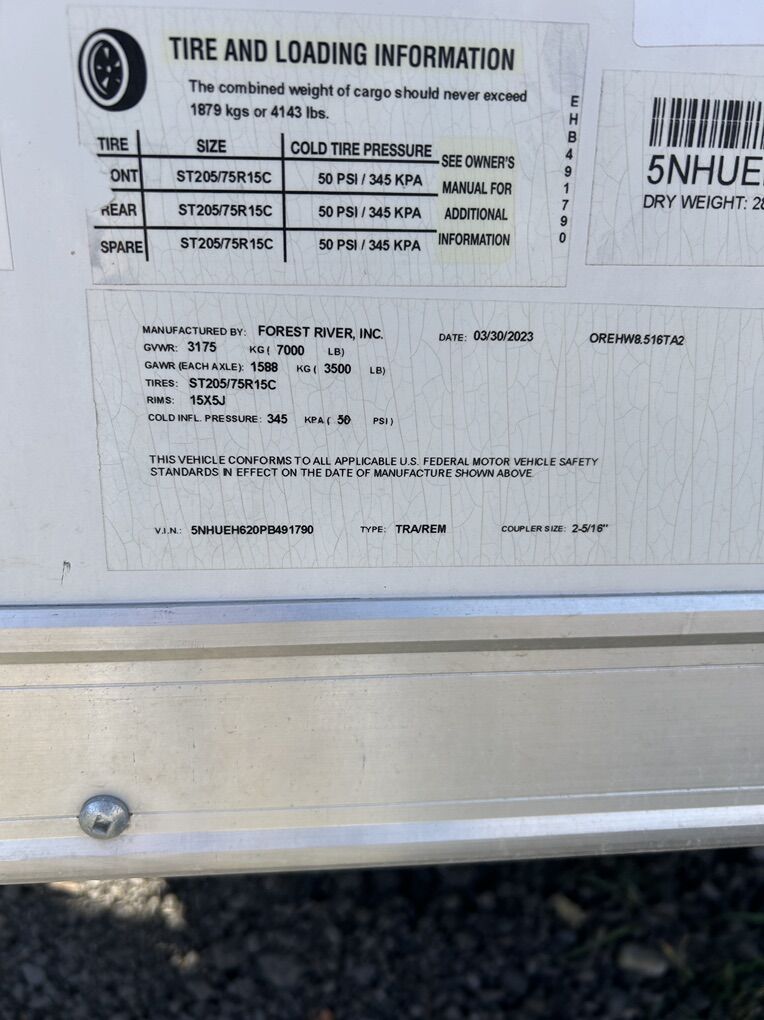 TIRE AND LOADING INFORMATION
The combined weight of cargo should never exceed
1879 kgs or 4143 lbs.
TIRE SIZE COLD TIRE PRESSURE SEE OWNER'S
ONT ST205/75R15C 50 PSI / 345 KPA MANUAL FOR
REAR ST205/75R15C 50 PSI / 345 KPA ADDITIONAL
SPARE ST205/75R15C 50 PSI / 345 KPA INFORMATION
EHB491790
5NHUE
DRY WEIGHT: 28
MANUFACTURED BY: FOREST RIVER, INC. DATE: 03/30/2023 OREHW8.516TA2
GVWR: 3175 KG ( 7000 LB)
GAWR (EACH AXLE): 1588 KG ( 3500 LB)
TIRES: ST205/75R15C
RIMS: 15X5J
COLD INFL. PRESSURE: 345 KPA ( 50 PSI )
THIS VEHICLE CONFORMS TO ALL APPLICABLE U.S. FEDERAL MOTOR VEHICLE SAFETY
STANDARDS IN EFFECT ON THE DATE OF MANUFACTURE SHOWN ABOVE.
V.I.N.: 5NHUEH620PB491790 TYPE: TRA/REM COUPLER SIZE: 2-5/16"